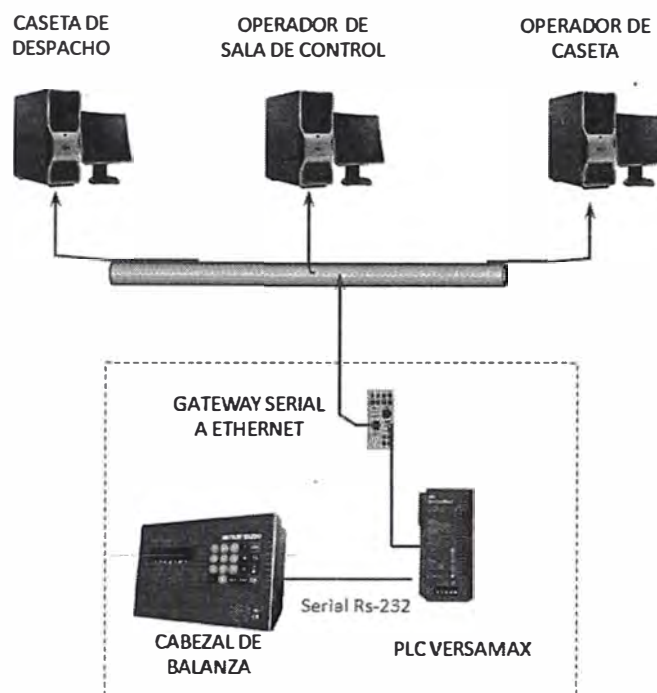 CASETA DE
DESPACHO
OPERADOR DE
SALA DE CONTROL
OPERADOR DE
CASETA
GATEWAY SERIAL
A ETHERNET
Serial Rs-232
CABEZAL DE
BALANZA
PLC VERSAMAX